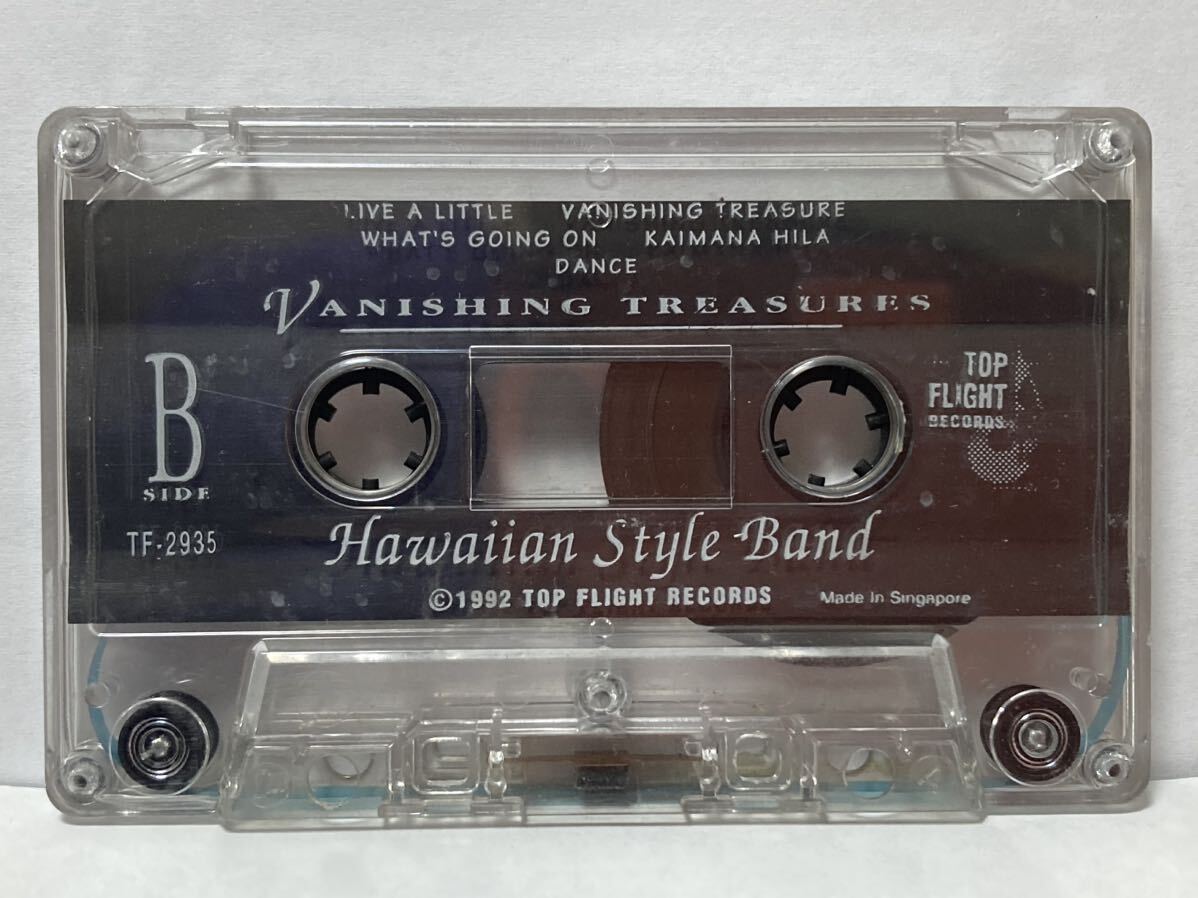 LIVE A LITTLE VANISHING TREASURE
WHAT'S GOING ON KAIMANA HILA
DANCE
VANISHING TREASURES
B
SIDE
TOP
FLIGHT
RECORDS
TF-2935
Hawaiian Style Band
©1992 TOP FLIGHT RECORDS
Made In Singapore